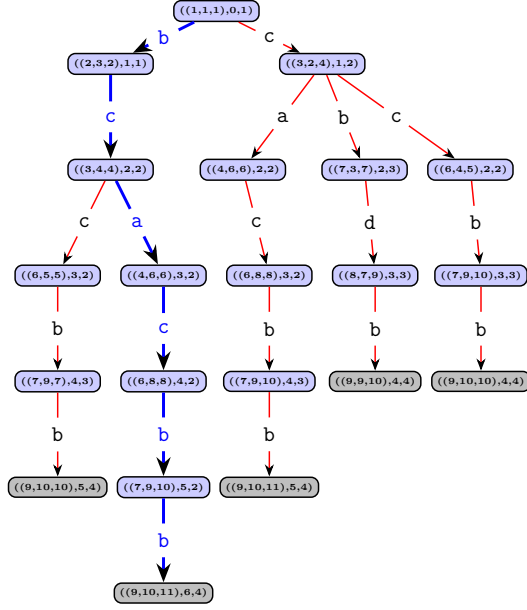 ((1,1,1),0,1)
b c
((2,3,2),1,1) ((3,2,4),1,2)
c a b c
((3,4,4),2,2) ((4,6,6),2,2) ((7,3,7),2,3) ((6,4,5),2,2)
c a c d b
((6,5,5),3,2) ((4,6,6),3,2) ((6,8,8),3,2) ((8,7,9),3,3) ((7,9,10),3,3)
b c b b b
((7,9,7),4,3) ((6,8,8),4,2) ((7,9,10),4,3) ((9,9,10),4,4) ((9,10,10),4,4)
b b b
((9,10,10),5,4) ((7,9,10),5,2) ((9,10,11),5,4)
b
((9,10,11),6,4)